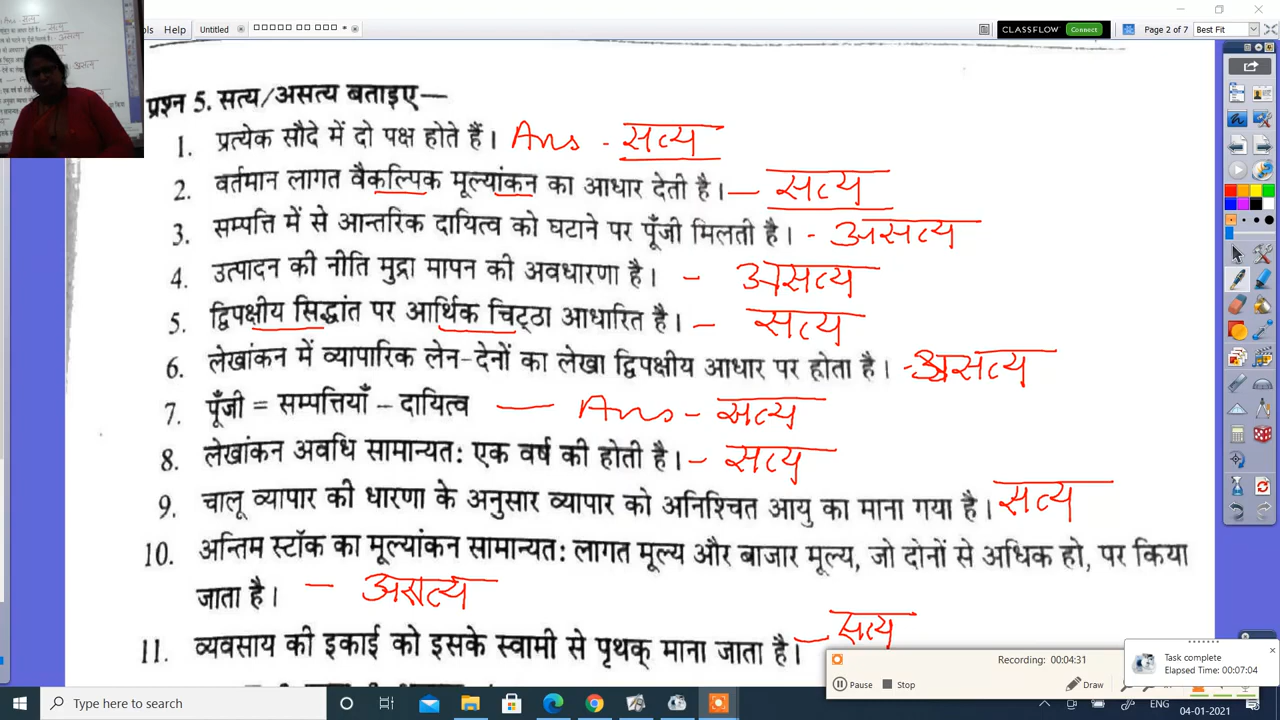 ols Help Untitled CLASSFLOW Connect Page 2 of 7 Best Fit
प्रश्न 5. सत्य/असत्य बताइए—
1. प्रत्येक सौदे में दो पक्ष होते हैं। Ans - सत्य
2. वर्तमान लागत वैकल्पिक मूल्यांकन का आधार देती है। — सत्य
3. सम्पत्ति में से आन्तरिक दायित्व को घटाने पर पूँजी मिलती है। - असत्य
4. उत्पादन की नीति मुद्रा मापन की अवधारणा है। - असत्य
5. द्विपक्षीय सिद्धांत पर आर्थिक चिट्ठा आधारित है। - सत्य
6. लेखांकन में व्यापारिक लेन-देनों का लेखा द्विपक्षीय आधार पर होता है। - असत्य
7. पूँजी = सम्पत्तियाँ – दायित्व — Ans - सत्य
8. लेखांकन अवधि सामान्यत: एक वर्ष की होती है। - सत्य
9. चालू व्यापार की धारणा के अनुसार व्यापार को अनिश्चित आयु का माना गया है। सत्य
10. अन्तिम स्टॉक का मूल्यांकन सामान्यत: लागत मूल्य और बाजार मूल्य, जो दोनों से अधिक हो, पर किया
जाता है। - असत्य
11. व्यवसाय की इकाई को इसके स्वामी से पृथक् माना जाता है। — सत्य
Recording: 00:04:31
Pause Stop Draw
Task complete
Elapsed Time: 00:07:04
Type here to search
ENG 04-01-2021